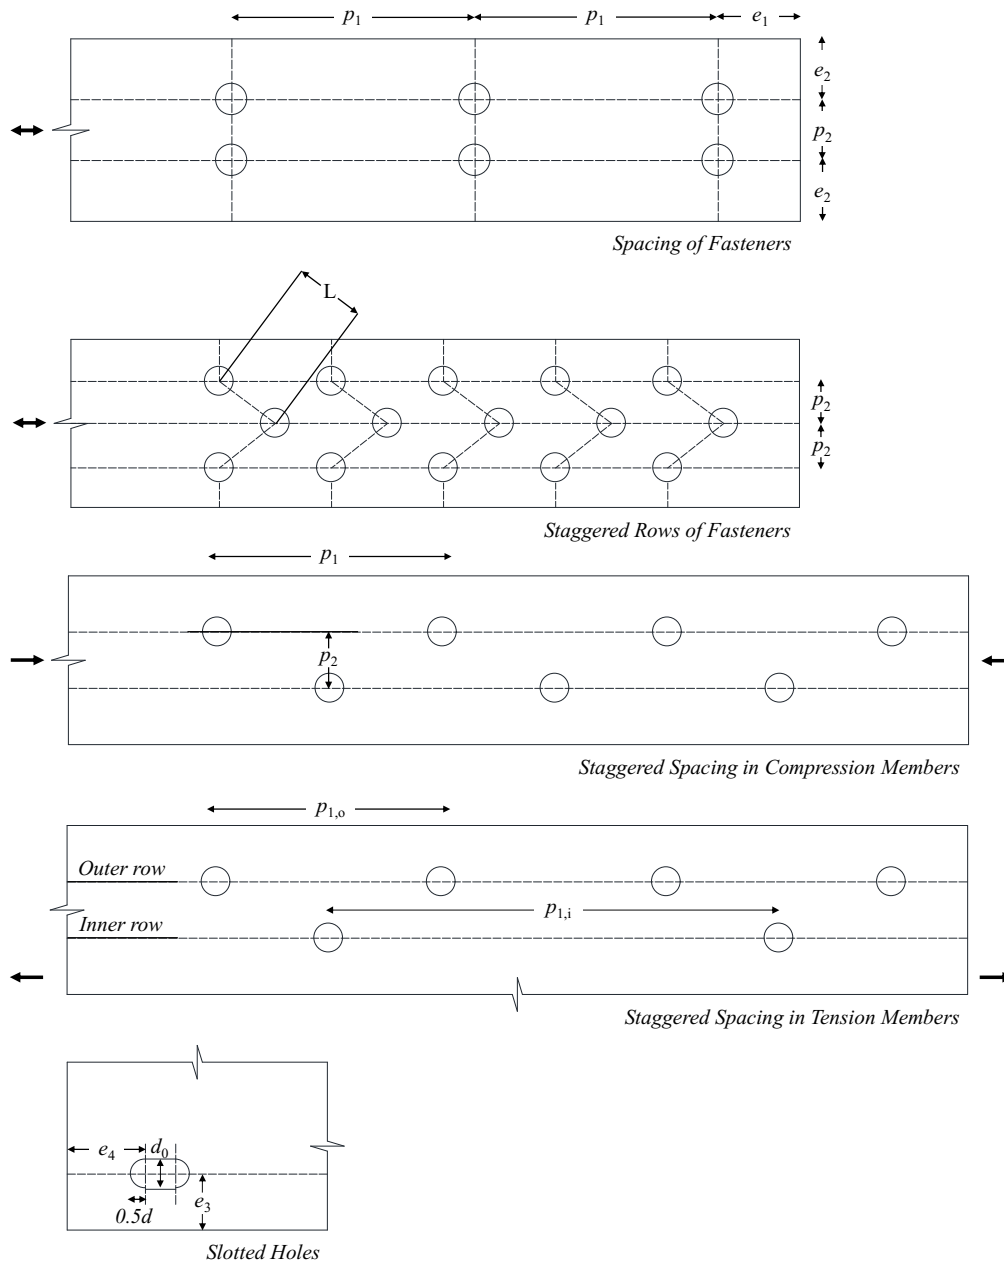 p₁ p₁ e₁
e₂
p₂
e₂
Spacing of Fasteners
L
p₂
p₂
Staggered Rows of Fasteners
p₁
p₂
Staggered Spacing in Compression Members
p₁,ₒ
Outer row
p₁,ᵢ
Inner row
Staggered Spacing in Tension Members
e₄ d₀
e₃
0.5d
Slotted Holes